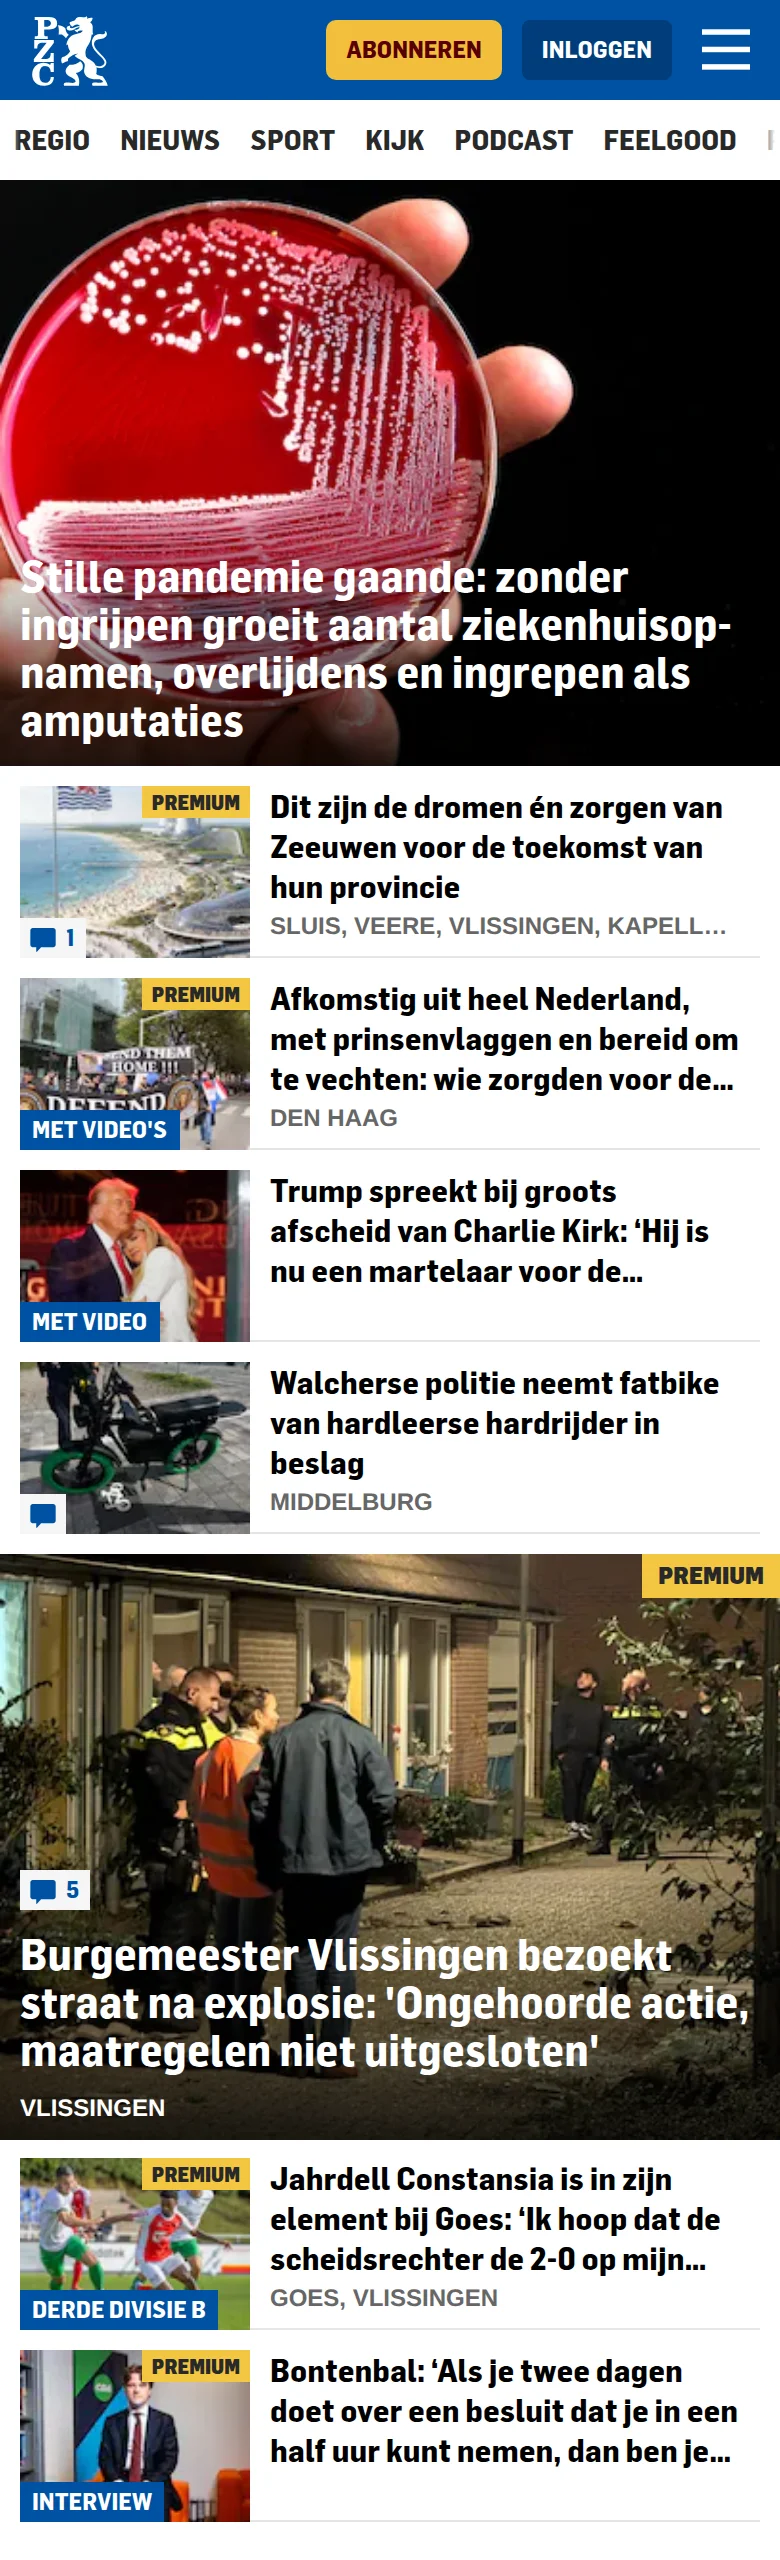 P
Z
C
ABONNEREN
INLOGGEN
REGIO NIEUWS SPORT KIJK PODCAST FEELGOOD
Stille pandemie gaande: zonder
ingrijpen groeit aantal ziekenhuisop-
namen, overlijdens en ingrepen als
amputaties
PREMIUM
1
Dit zijn de dromen én zorgen van
Zeeuwen voor de toekomst van
hun provincie
SLUIS, VEERE, VLISSINGEN, KAPELL...
PREMIUM
SEND THEM
HOME !!!
DEFEND
MET VIDEO'S
Afkomstig uit heel Nederland,
met prinsenvlaggen en bereid om
te vechten: wie zorgden voor de...
DEN HAAG
MET VIDEO
Trump spreekt bij groots
afscheid van Charlie Kirk: ‘Hij is
nu een martelaar voor de...
Walcherse politie neemt fatbike
van hardleerse hardrijder in
beslag
MIDDELBURG
PREMIUM
5
Burgemeester Vlissingen bezoekt
straat na explosie: 'Ongehoorde actie,
maatregelen niet uitgesloten'
VLISSINGEN
PREMIUM
DERDE DIVISIE B
Jahrdell Constansia is in zijn
element bij Goes: ‘Ik hoop dat de
scheidsrechter de 2-0 op mijn...
GOES, VLISSINGEN
PREMIUM
INTERVIEW
Bontenbal: ‘Als je twee dagen
doet over een besluit dat je in een
half uur kunt nemen, dan ben je...